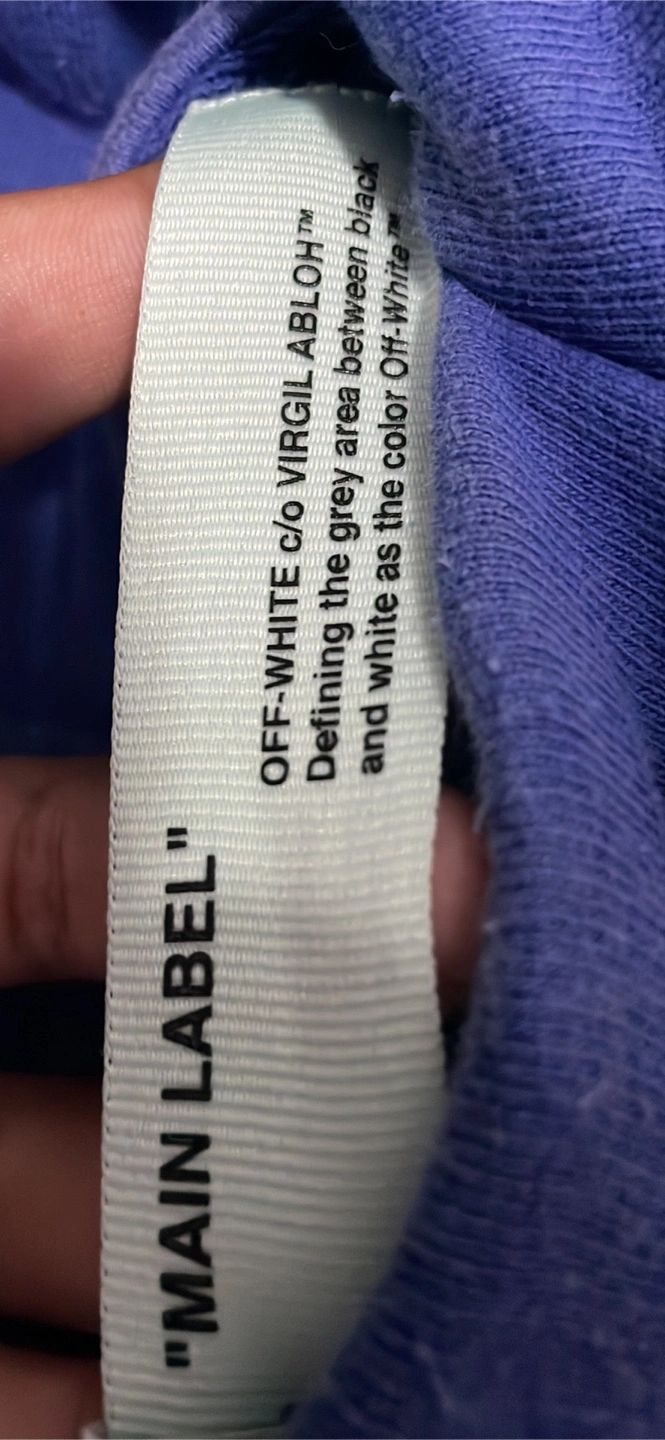 "MAIN LABEL"
OFF-WHITE c/o VIRGIL ABLOH™
Defining the grey area between black
and white as the color Off-White™